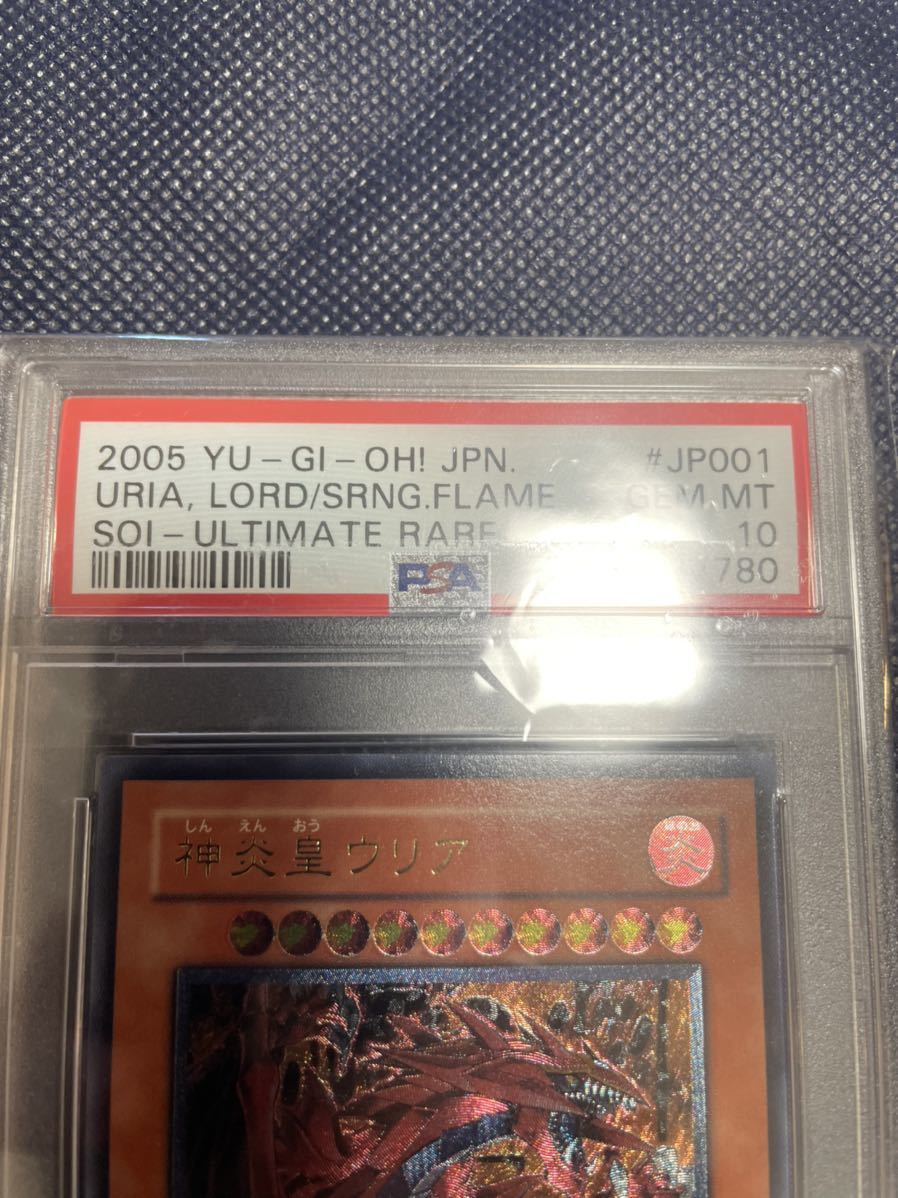 2005 YU-GI-OH! JPN. #JP001
URIA, LORD/SRNG.FLAME GEM MT
SOI-ULTIMATE RARE 10
PSA 780
しん えん おう
神炎皇ウリア 炎